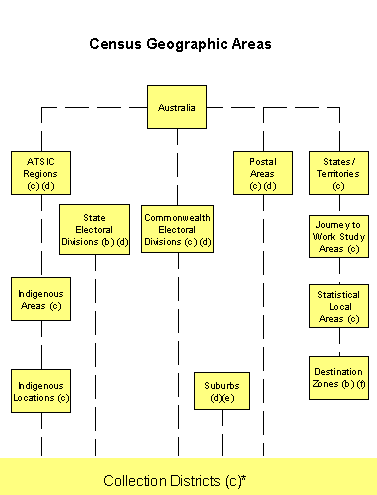 Census Geographic Areas
Australia
ATSIC
Regions
(c) (d)
Postal
Areas
(c) (d)
States/
Territories
(c)
State
Electoral
Divisions (b) (d)
Commonwealth
Electoral
Divisions (c) (d)
Journey to
Work Study
Areas (c)
Indigenous
Areas (c)
Statistical
Local
Areas (c)
Indigenous
Locations (c)
Suburbs
(d)(e)
Destination
Zones (b) (f)
Collection Districts (c)*